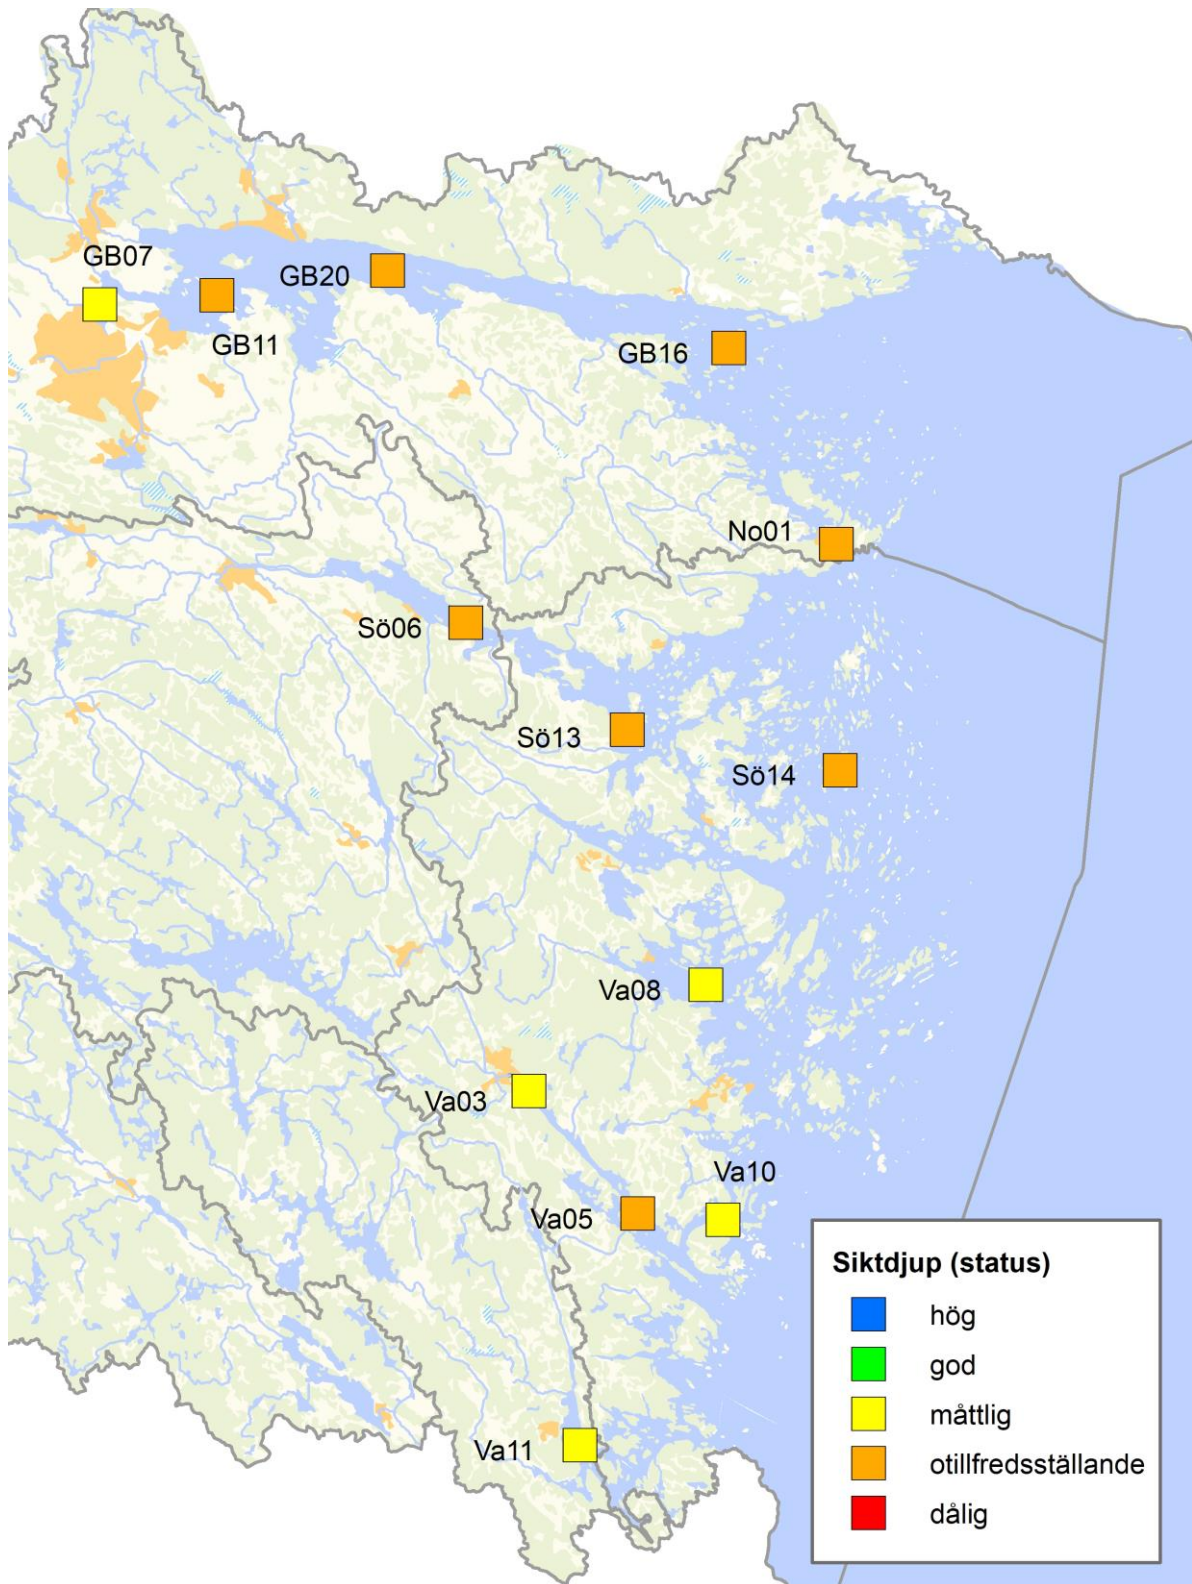 GB07
GB20
GB11
GB16
No01
Sö06
Sö13
Sö14
Va08
Va03
Va10
Va05
Va11
Siktdjup (status)
hög
god
måttlig
otillfredsställande
dålig